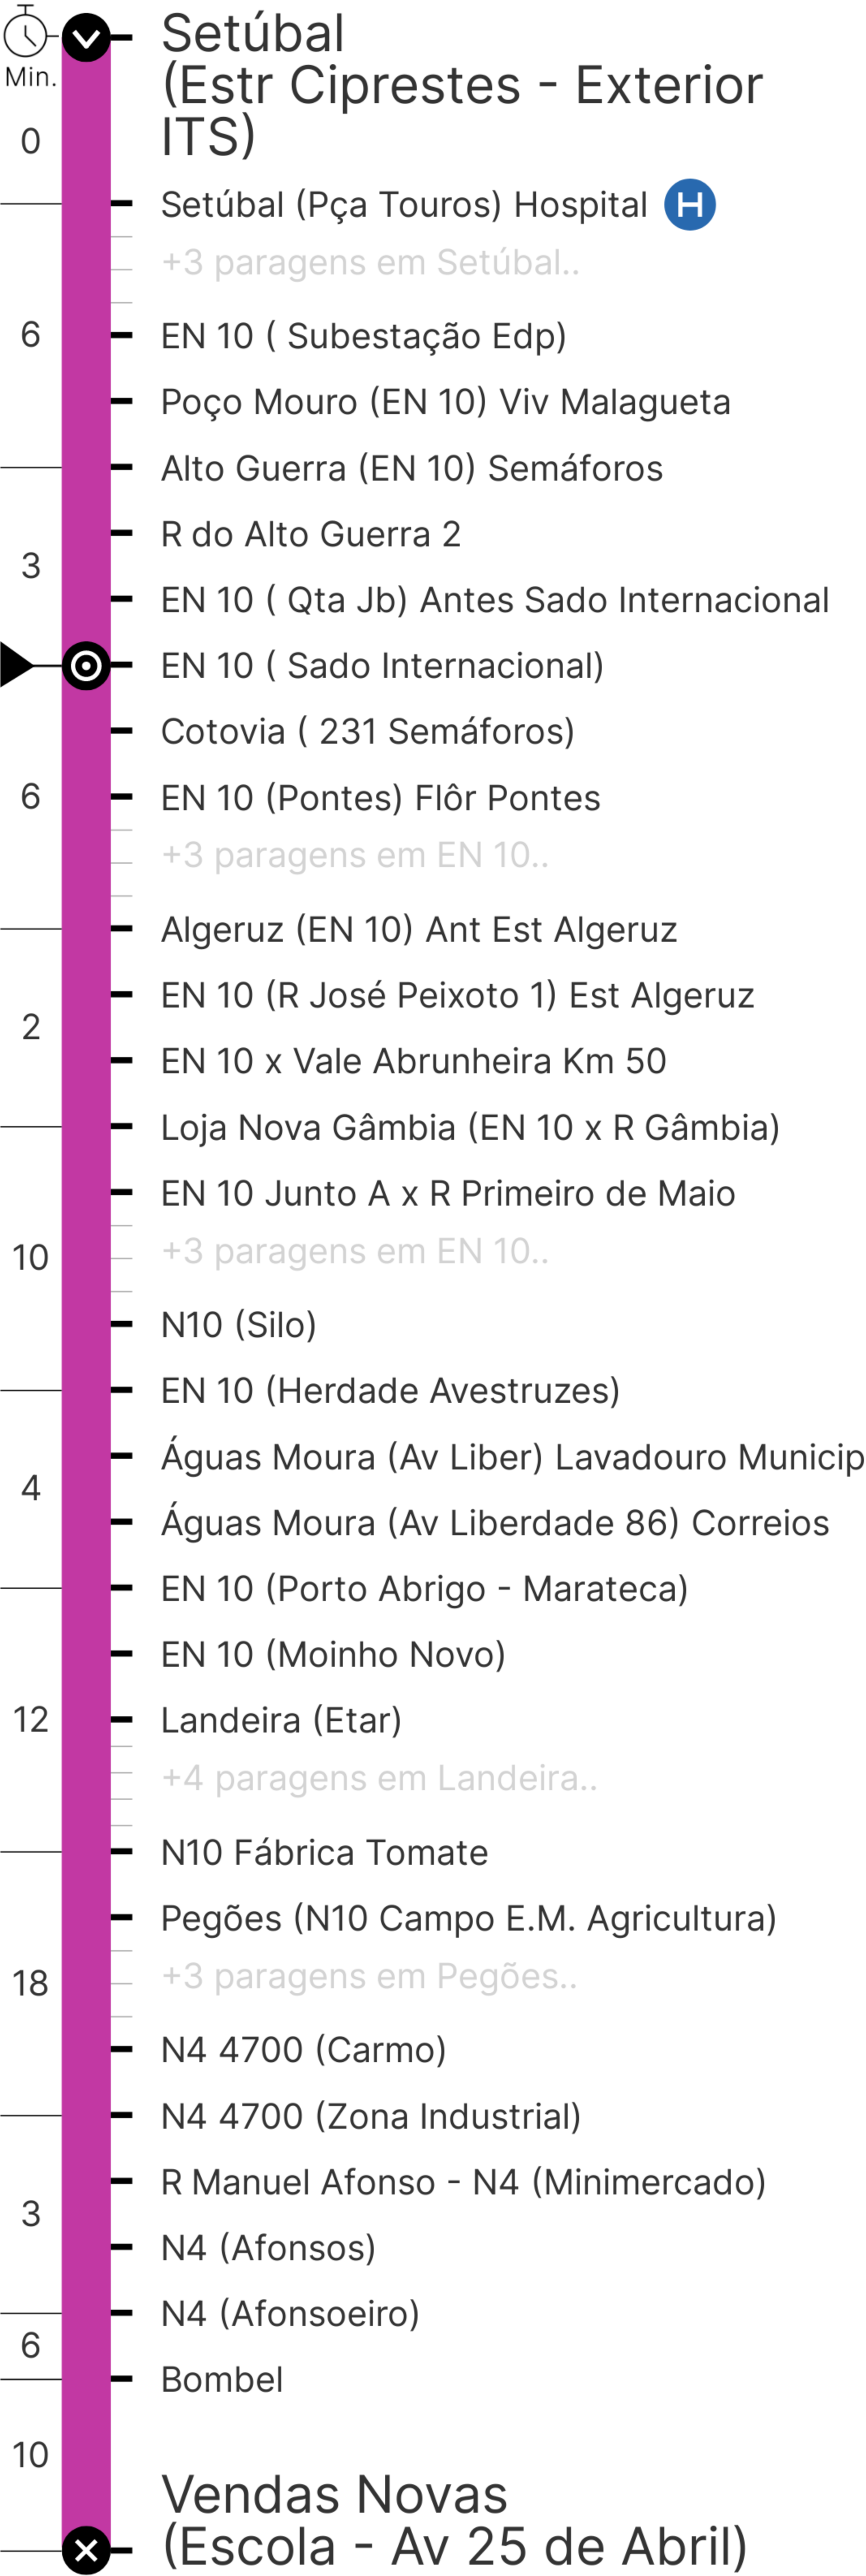 Setúbal
(Estr Ciprestes - Exterior
ITS)
Min.
0
Setúbal (Pça Touros) Hospital H
+3 paragens em Setúbal..
6
EN 10 ( Subestação Edp)
Poço Mouro (EN 10) Viv Malagueta
Alto Guerra (EN 10) Semáforos
R do Alto Guerra 2
3
EN 10 ( Qta Jb) Antes Sado Internacional
EN 10 ( Sado Internacional)
Cotovia ( 231 Semáforos)
6
EN 10 (Pontes) Flôr Pontes
+3 paragens em EN 10..
Algeruz (EN 10) Ant Est Algeruz
EN 10 (R José Peixoto 1) Est Algeruz
2
EN 10 x Vale Abrunheira Km 50
Loja Nova Gâmbia (EN 10 x R Gâmbia)
EN 10 Junto A x R Primeiro de Maio
+3 paragens em EN 10..
10
N10 (Silo)
EN 10 (Herdade Avestruzes)
Águas Moura (Av Liber) Lavadouro Municip
4
Águas Moura (Av Liberdade 86) Correios
EN 10 (Porto Abrigo - Marateca)
EN 10 (Moinho Novo)
12
Landeira (Etar)
+4 paragens em Landeira..
N10 Fábrica Tomate
Pegões (N10 Campo E.M. Agricultura)
+3 paragens em Pegões..
18
N4 4700 (Carmo)
N4 4700 (Zona Industrial)
R Manuel Afonso - N4 (Minimercado)
3
N4 (Afonsos)
N4 (Afonsoeiro)
6
Bombel
10
Vendas Novas
(Escola - Av 25 de Abril)